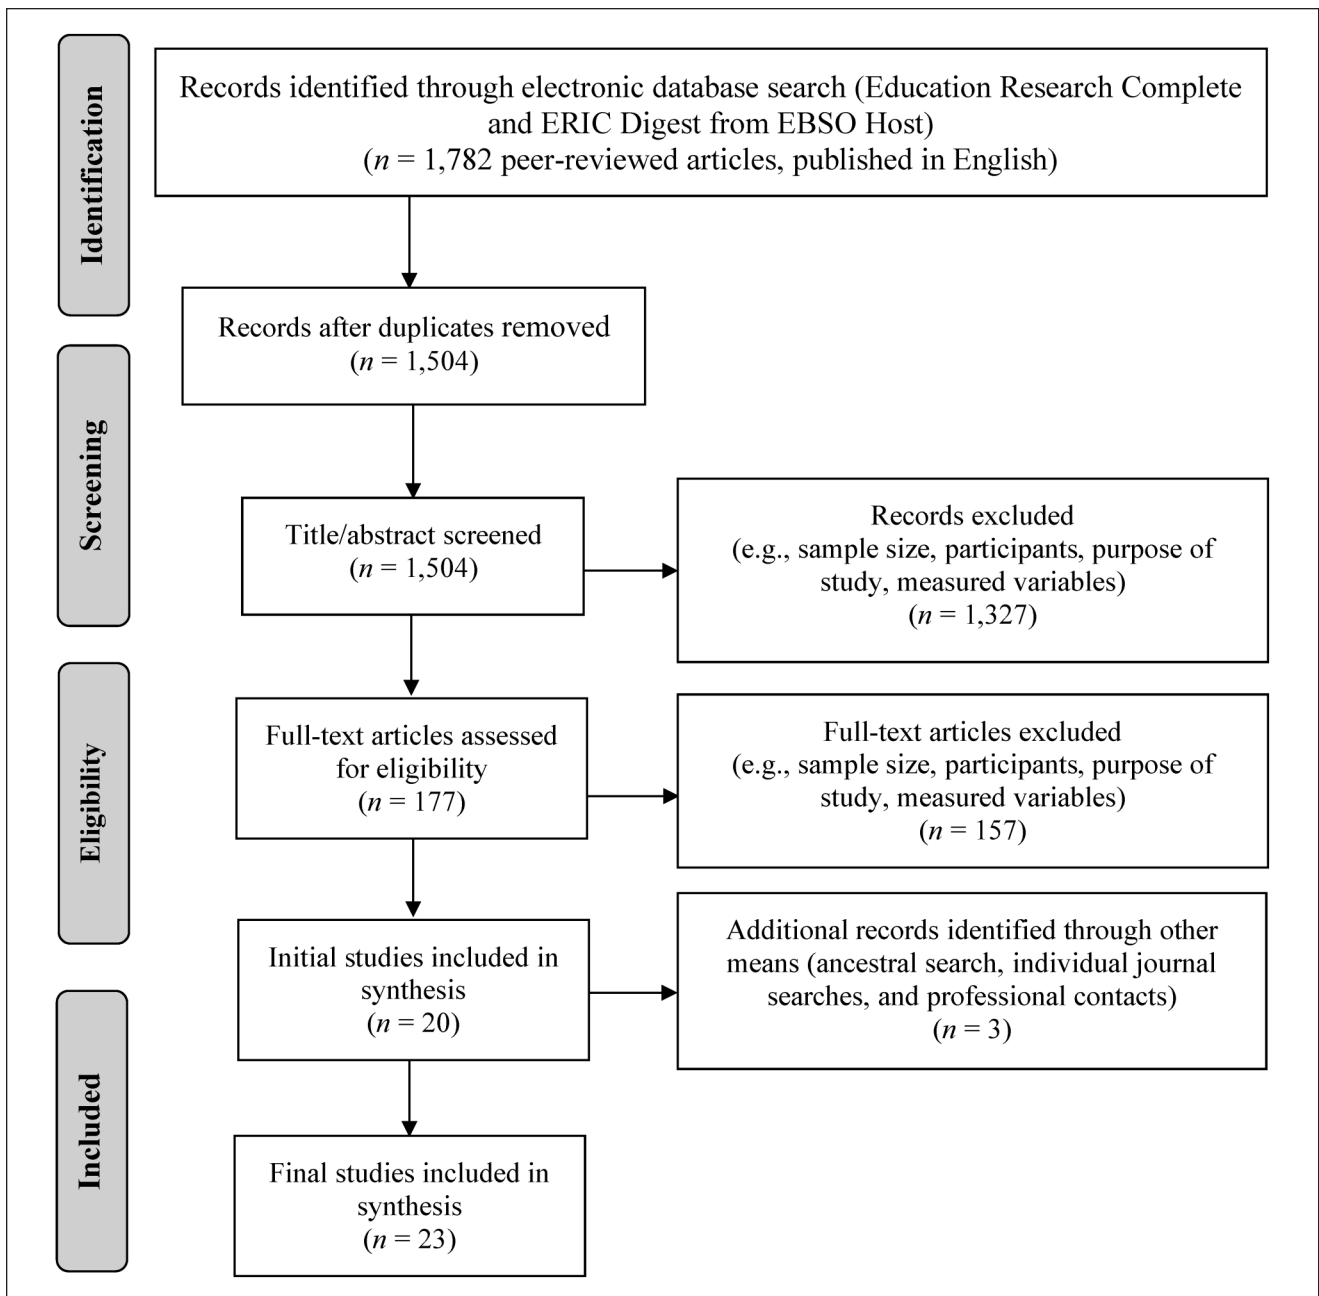 Identification
Records identified through electronic database search (Education Research Complete
and ERIC Digest from EBSO Host)
(n = 1,782 peer-reviewed articles, published in English)
Records after duplicates removed
(n = 1,504)
Screening
Title/abstract screened
(n = 1,504)
Records excluded
(e.g., sample size, participants, purpose of
study, measured variables)
(n = 1,327)
Eligibility
Full-text articles assessed
for eligibility
(n = 177)
Full-text articles excluded
(e.g., sample size, participants, purpose of
study, measured variables)
(n = 157)
Initial studies included in
synthesis
(n = 20)
Additional records identified through other
means (ancestral search, individual journal
searches, and professional contacts)
(n = 3)
Included
Final studies included in
synthesis
(n = 23)